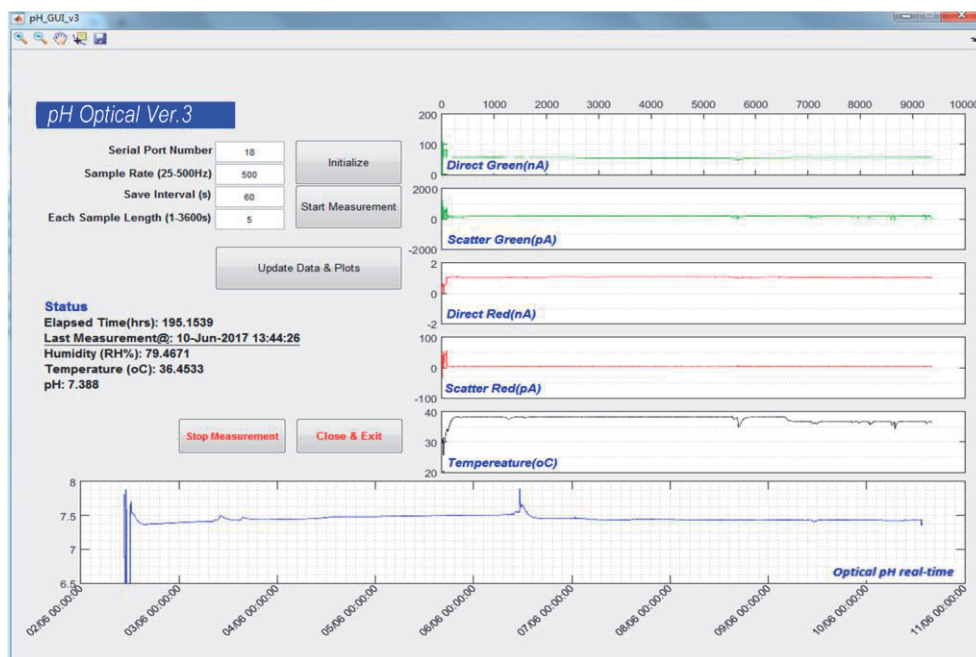 pH_GUI_v3
pH Optical Ver.3
Serial Port Number 18
Sample Rate (25-500Hz) 500
Save Interval (s) 60
Each Sample Length (1-3600s) 5
Initialize
Start Measurement
Update Data & Plots
Status
Elapsed Time(hrs): 195.1539
Last Measurement@: 10-Jun-2017 13:44:26
Humidity (RH%): 79.4671
Temperature (oC): 36.4533
pH: 7.388
Stop Measurement
Close & Exit
0 1000 2000 3000 4000 5000 6000 7000 8000 9000 10000
200
100
0
Direct Green(nA)
2000
0
-2000
Scatter Green(pA)
2
0
-2
Direct Red(nA)
100
0
-100
Scatter Red(pA)
40
30
20
Tempereature(oC)
8
7.5
7
6.5
Optical pH real-time
02/06 00:00:00
03/06 00:00:00
04/06 00:00:00
05/06 00:00:00
06/06 00:00:00
07/06 00:00:00
08/06 00:00:00
09/06 00:00:00
10/06 00:00:00
11/06 00:00:00